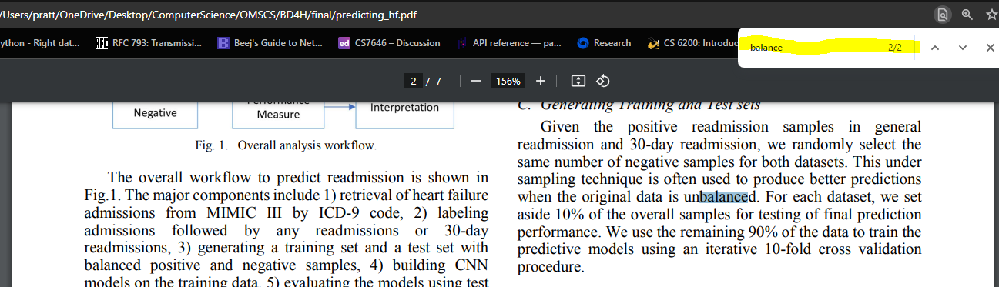 /Users/pratt/OneDrive/Desktop/ComputerScience/OMSCS/BD4H/final/predicting_hf.pdf
ython - Right dat...
RFC 793: Transmissi...
Beej's Guide to Net...
ed CS7646 – Discussion
API reference — pa...
Research
CS 6200: Introduc
balance 2/2
2 / 7 156%
Negative
Performance
Measure
Interpretation
Fig. 1. Overall analysis workflow.
The overall workflow to predict readmission is shown in
Fig.1. The major components include 1) retrieval of heart failure
admissions from MIMIC III by ICD-9 code, 2) labeling
admissions followed by any readmissions or 30-day
readmissions, 3) generating a training set and a test set with
balanced positive and negative samples, 4) building CNN
models on the training data, 5) evaluating the models using test
C. Generating Training and Test sets
Given the positive readmission samples in general
readmission and 30-day readmission, we randomly select the
same number of negative samples for both datasets. This under
sampling technique is often used to produce better predictions
when the original data is unbalanced. For each dataset, we set
aside 10% of the overall samples for testing of final prediction
performance. We use the remaining 90% of the data to train the
predictive models using an iterative 10-fold cross validation
procedure.